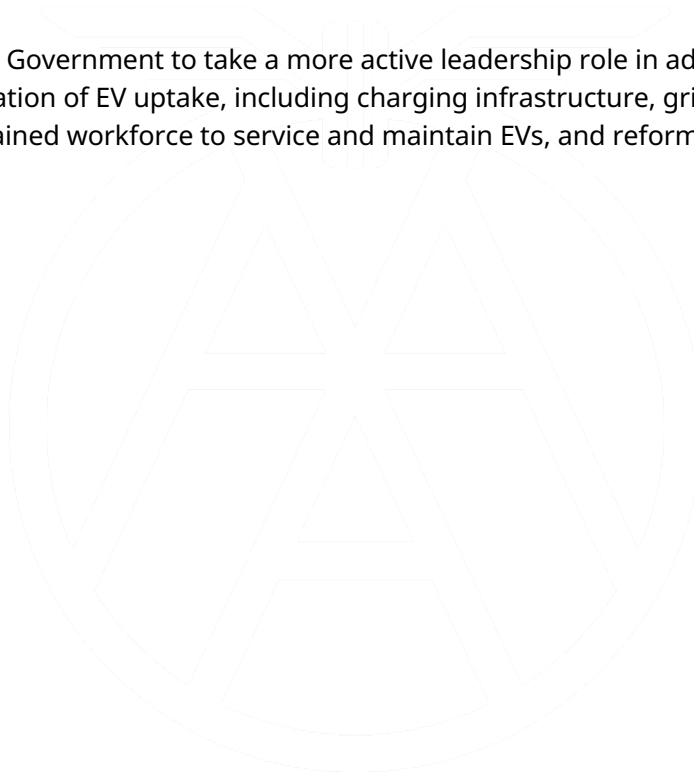 Government to take a more active leadership role in ad
ation of EV uptake, including charging infrastructure, gri
ained workforce to service and maintain EVs, and reform